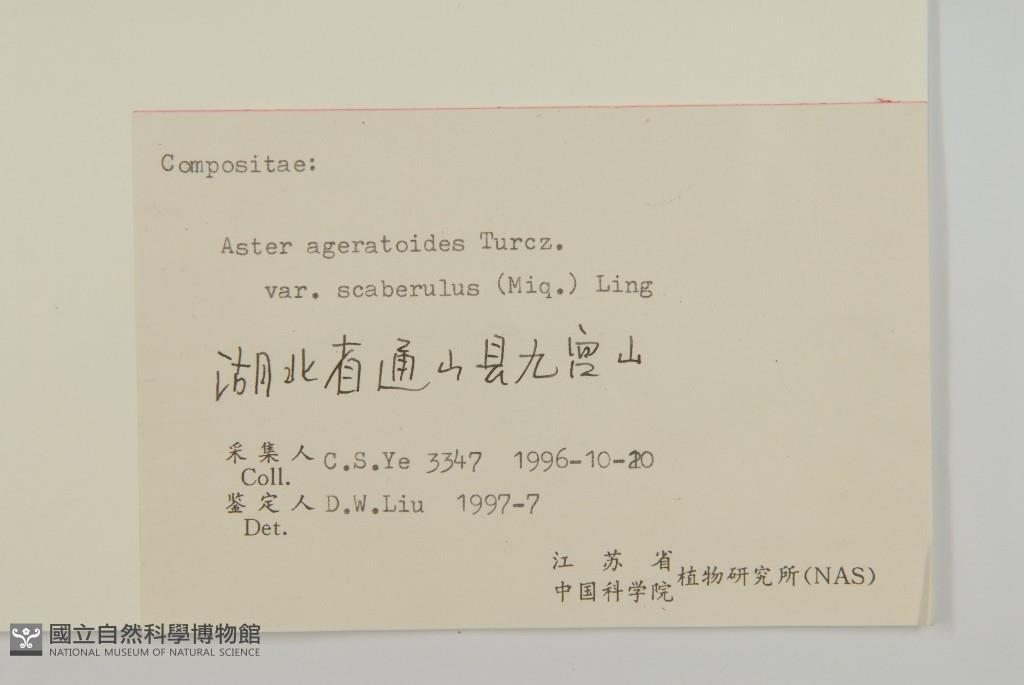 Compositae:
Aster ageratoides Turcz.
var. scaberulus (Miq.) Ling
湖北省通山县九宫山
采集人 C.S.Ye 3347 1996-10-20
Coll.
鉴定人 D.W.Liu 1997-7
Det.
江苏省
中国科学院 植物研究所(NAS)
國立自然科學博物館
NATIONAL MUSEUM OF NATURAL SCIENCE